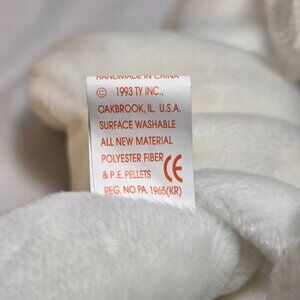 HANDMADE IN CHINA
© 1993 TY INC.,
OAKBROOK, IL. U.S.A.
SURFACE WASHABLE
ALL NEW MATERIAL
POLYESTER FIBER
& P.E. PELLETS CE
REG. NO PA. 1965(KR)